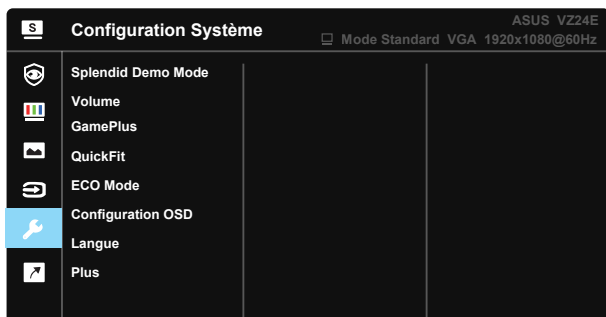 S Configuration Système
ASUS VZ24E
Mode Standard VGA 1920x1080@60Hz
Splendid Demo Mode
Volume
GamePlus
QuickFit
ECO Mode
Configuration OSD
Langue
Plus